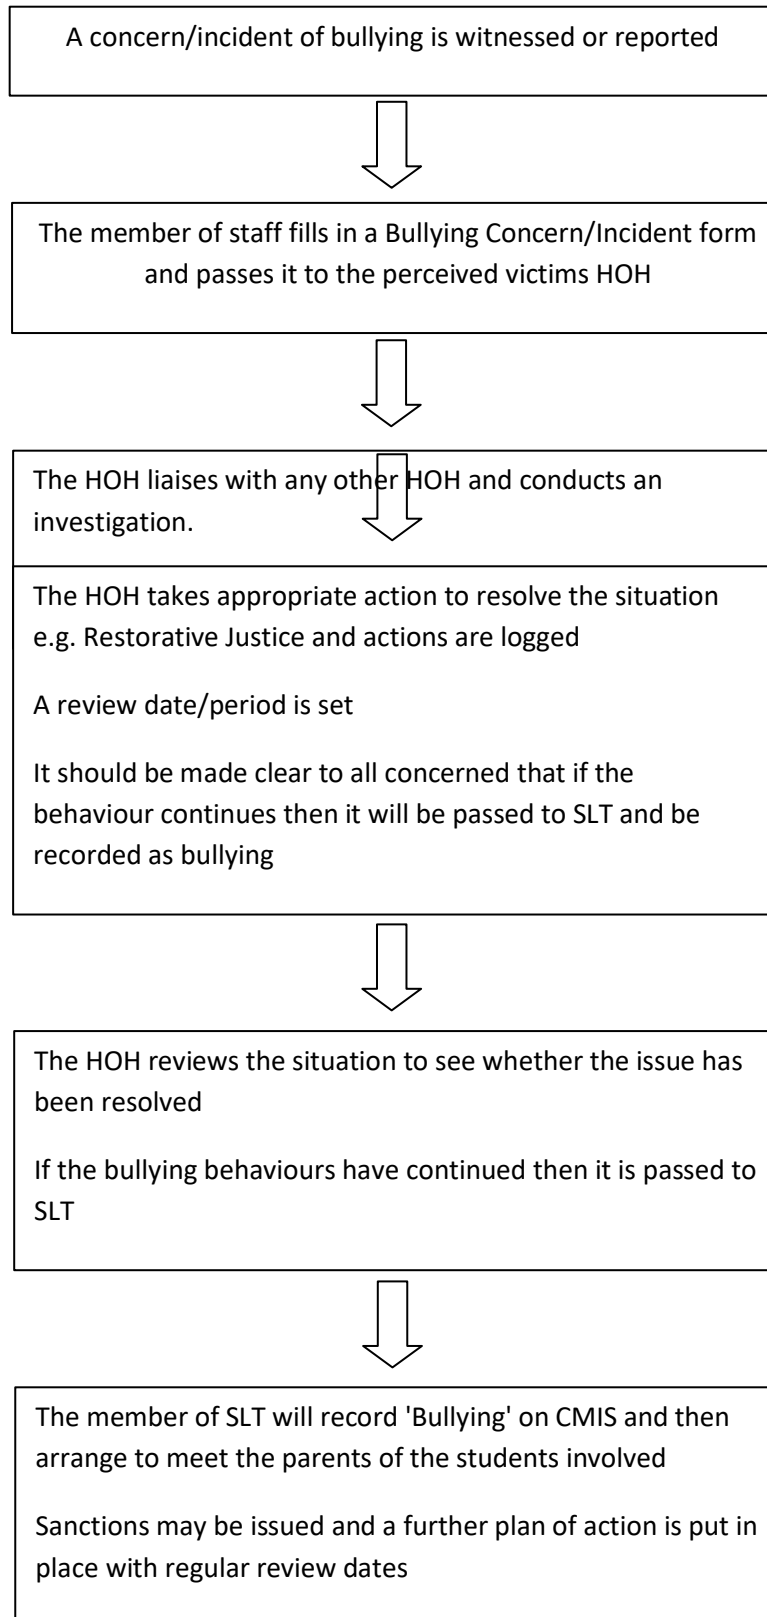 A concern/incident of bullying is witnessed or reported
The member of staff fills in a Bullying Concern/Incident form
and passes it to the perceived victims HOH
The HOH liaises with any other HOH and conducts an
investigation.
The HOH takes appropriate action to resolve the situation
e.g. Restorative Justice and actions are logged
A review date/period is set
It should be made clear to all concerned that if the
behaviour continues then it will be passed to SLT and be
recorded as bullying
The HOH reviews the situation to see whether the issue has
been resolved
If the bullying behaviours have continued then it is passed to
SLT
The member of SLT will record 'Bullying' on CMIS and then
arrange to meet the parents of the students involved
Sanctions may be issued and a further plan of action is put in
place with regular review dates